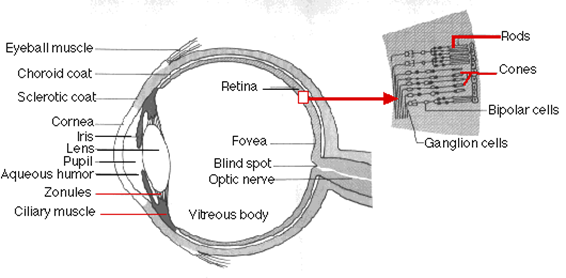 Eyeball muscle
Choroid coat
Sclerotic coat
Cornea
Iris
Lens
Pupil
Aqueous humor
Zonules
Ciliary muscle
Retina
Fovea
Blind spot
Optic nerve
Vitreous body
Rods
Cones
Bipolar cells
Ganglion cells